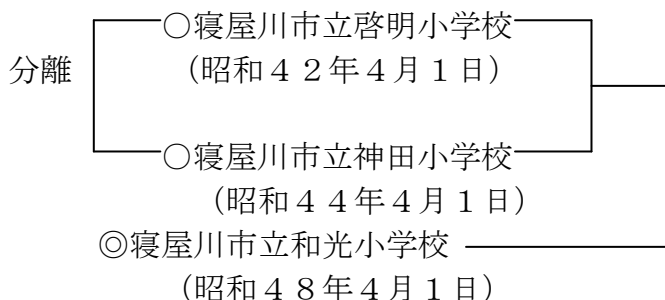 ○寝屋川市立啓明小学校
分離
（昭和４２年４月１日）
○寝屋川市立神田小学校
（昭和４４年４月１日）
◎寝屋川市立和光小学校
（昭和４８年４月１日）